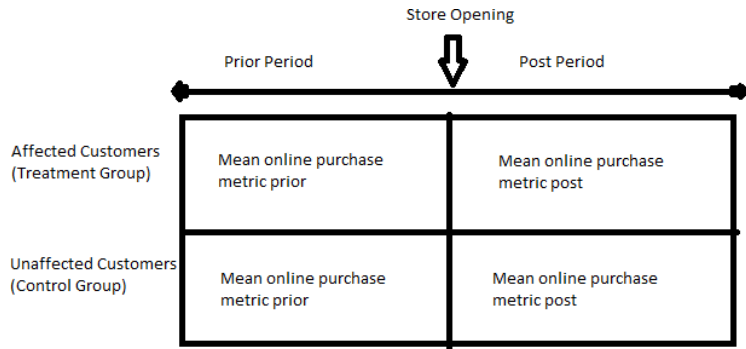 Store Opening
Prior Period
Post Period
Affected Customers
(Treatment Group)
Mean online purchase
metric prior
Mean online purchase
metric post
Unaffected Customers
(Control Group)
Mean online purchase
metric prior
Mean online purchase
metric post